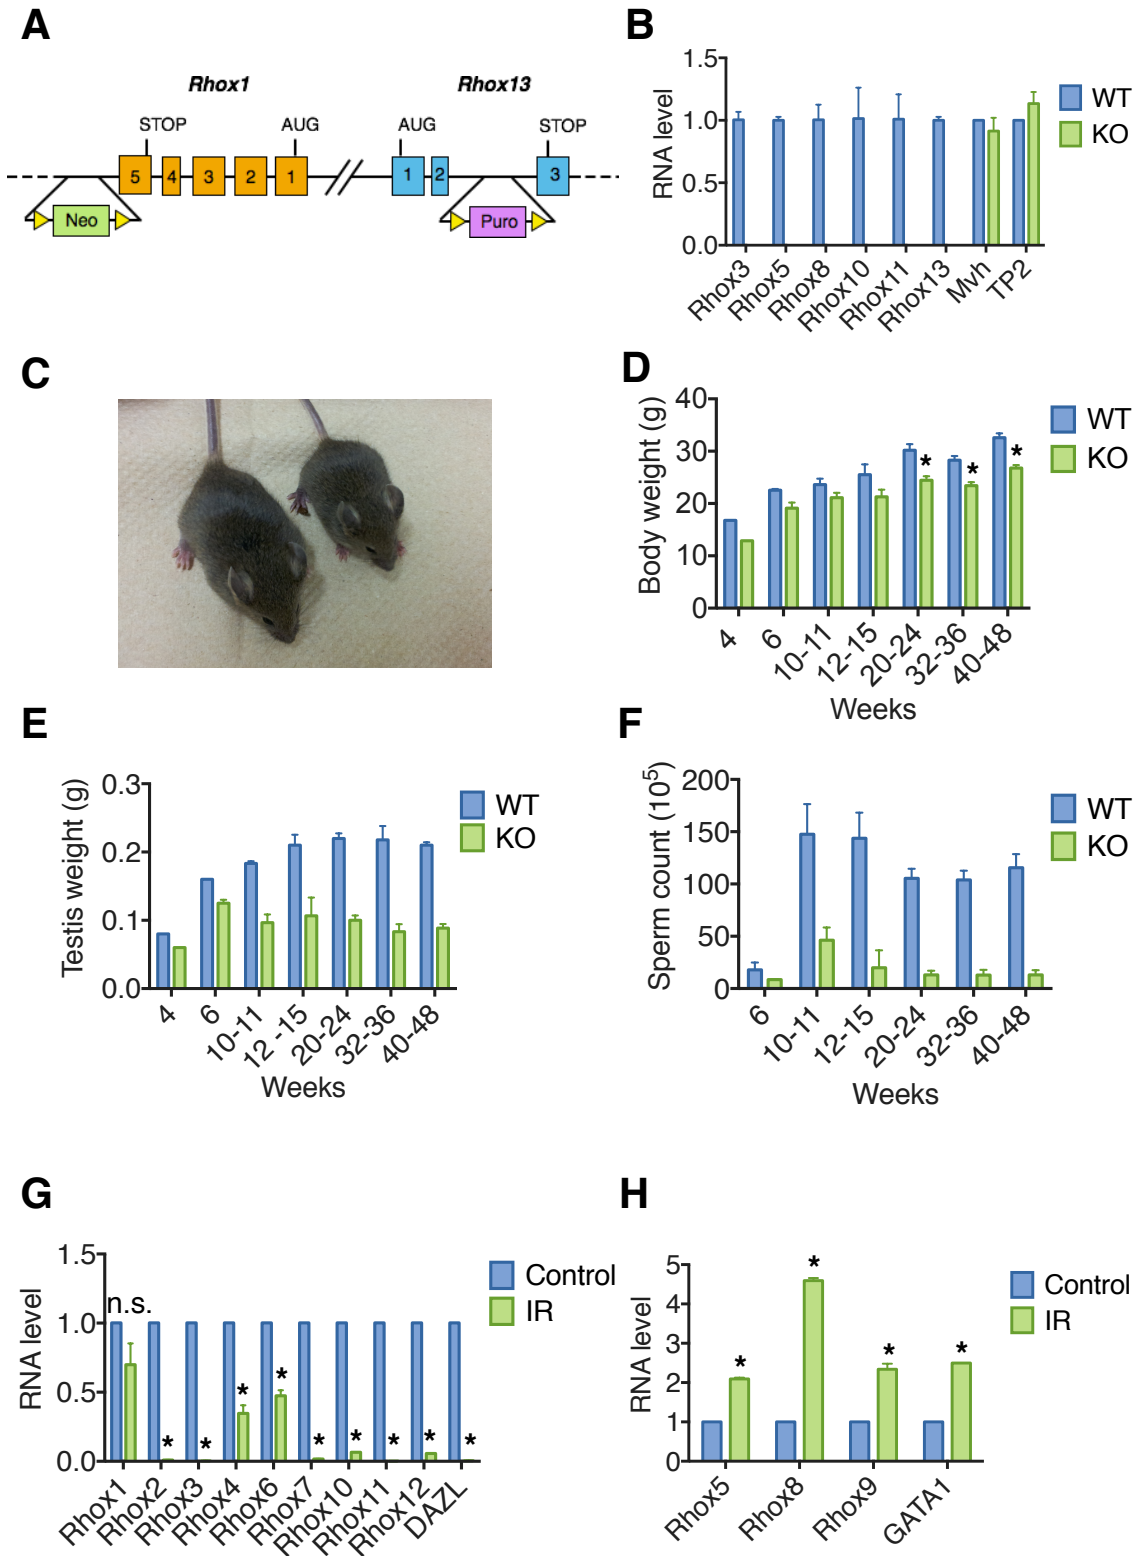 A
Rhox1
Rhox13
STOP
AUG
AUG
STOP
5
4
3
2
1
1
2
3
Neo
Puro
B
RNA level
1.5
1.0
0.5
0.0
Rhox3
Rhox5
Rhox8
Rhox10
Rhox11
Rhox13
Mvh
TP2
WT
KO
C
D
Body weight (g)
40
30
20
10
0
* * *
4
6
10-11
12-15
20-24
32-36
40-48
Weeks
WT
KO
E
Testis weight (g)
0.3
0.2
0.1
0.0
4
6
10-11
12 -15
20-24
32-36
40-48
Weeks
WT
KO
F
Sperm count (10⁵)
200
150
100
50
0
6
10-11
12-15
20-24
32-36
40-48
Weeks
WT
KO
G
RNA level
1.5
1.0
0.5
0.0
n.s.
* * * * * * * * *
Rhox1
Rhox2
Rhox3
Rhox4
Rhox6
Rhox7
Rhox10
Rhox11
Rhox12
DAZL
Control
IR
H
RNA level
5
4
3
2
1
0
* * * *
Rhox5
Rhox8
Rhox9
GATA1
Control
IR